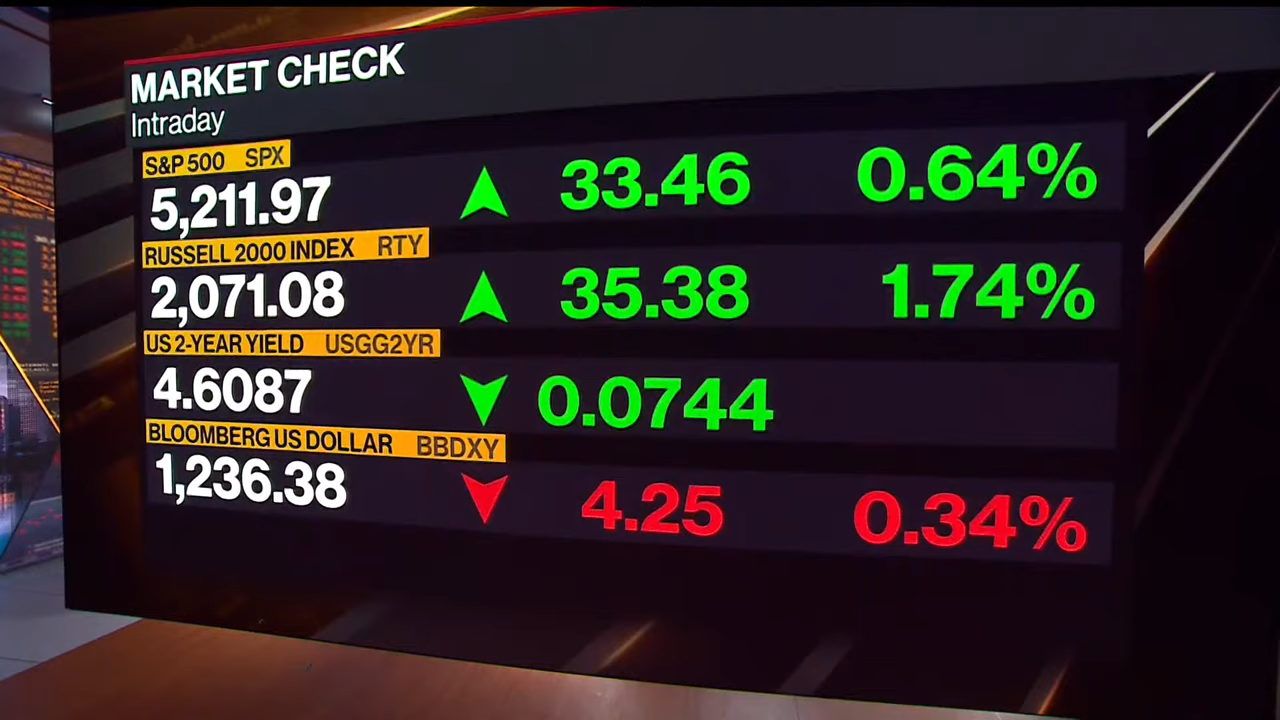 MARKET CHECK
Intraday
S&P 500 SPX
5,211.97 ▲ 33.46 0.64%
RUSSELL 2000 INDEX RTY
2,071.08 ▲ 35.38 1.74%
US 2-YEAR YIELD USGG2YR
4.6087 ▼ 0.0744
BLOOMBERG US DOLLAR BBDXY
1,236.38 ▼ 4.25 0.34%